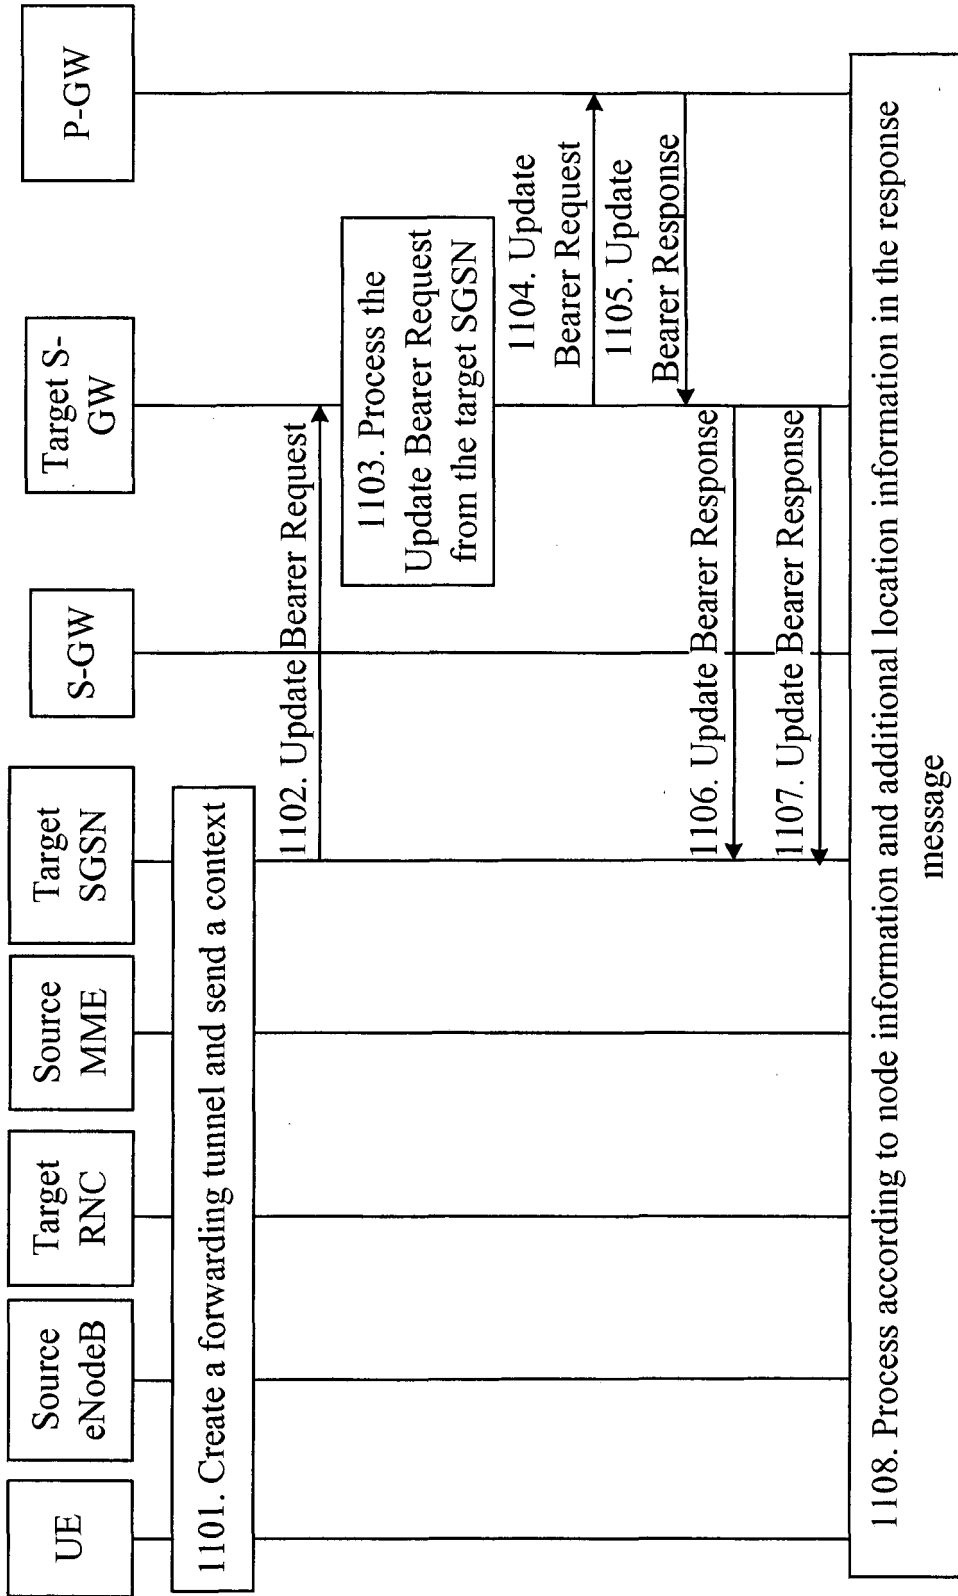 UE
Source
eNodeB
Target
RNC
Source
MME
Target
SGSN
S-GW
Target S-
GW
P-GW
1101. Create a forwarding tunnel and send a context
1102. Update Bearer Request
1103. Process the
Update Bearer Request
from the target SGSN
1104. Update
Bearer Request
1105. Update
Bearer Response
1106. Update Bearer Response
1107. Update Bearer Response
1108. Process according to node information and additional location information in the response
message